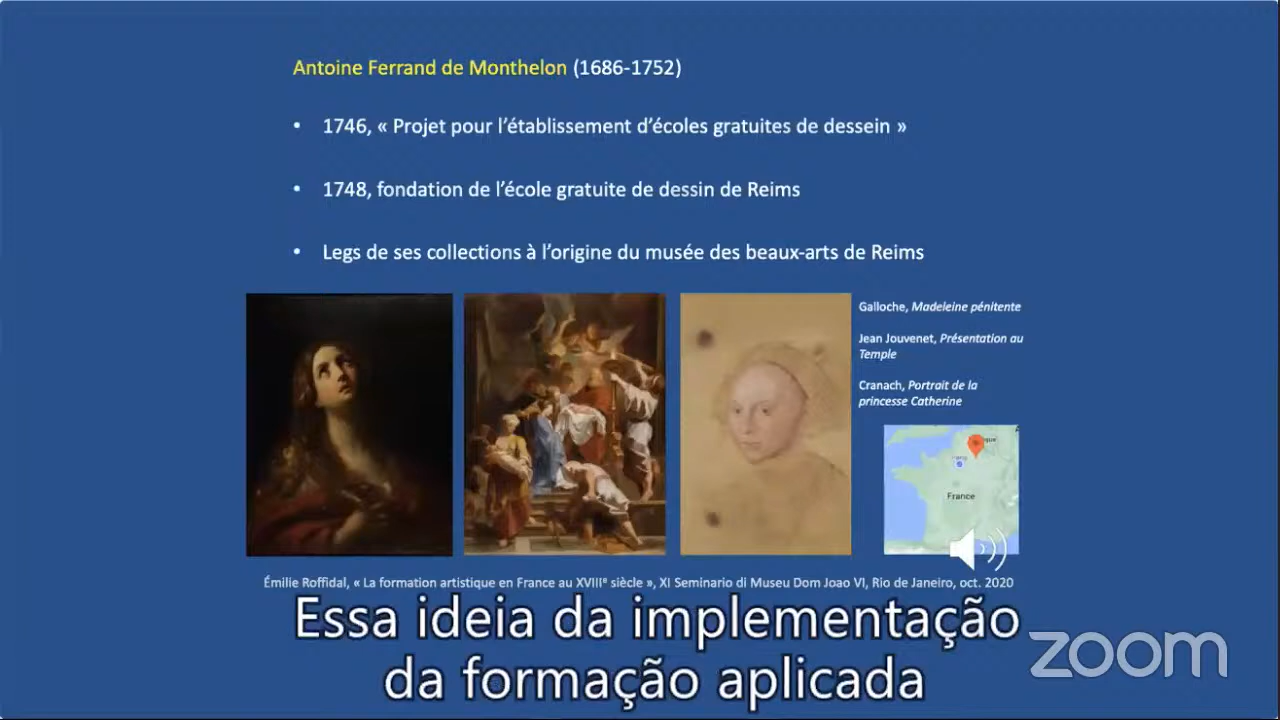 Antoine Ferrand de Monthelon (1686-1752)
• 1746, « Projet pour l'établissement d'écoles gratuites de dessein »
• 1748, fondation de l'école gratuite de dessin de Reims
• Legs de ses collections à l'origine du musée des beaux-arts de Reims
Galloche, Madeleine pénitente
Jean Jouvenet, Présentation au
Temple
Cranach, Portrait de la
princesse Catherine
France
Émilie Roffidal, « La formation artistique en France au XVIIIe siècle », XI Seminario di Museu Dom Joao VI, Rio de Janeiro, oct. 2020
Essa ideia da implementação
da formação aplicada
zoom